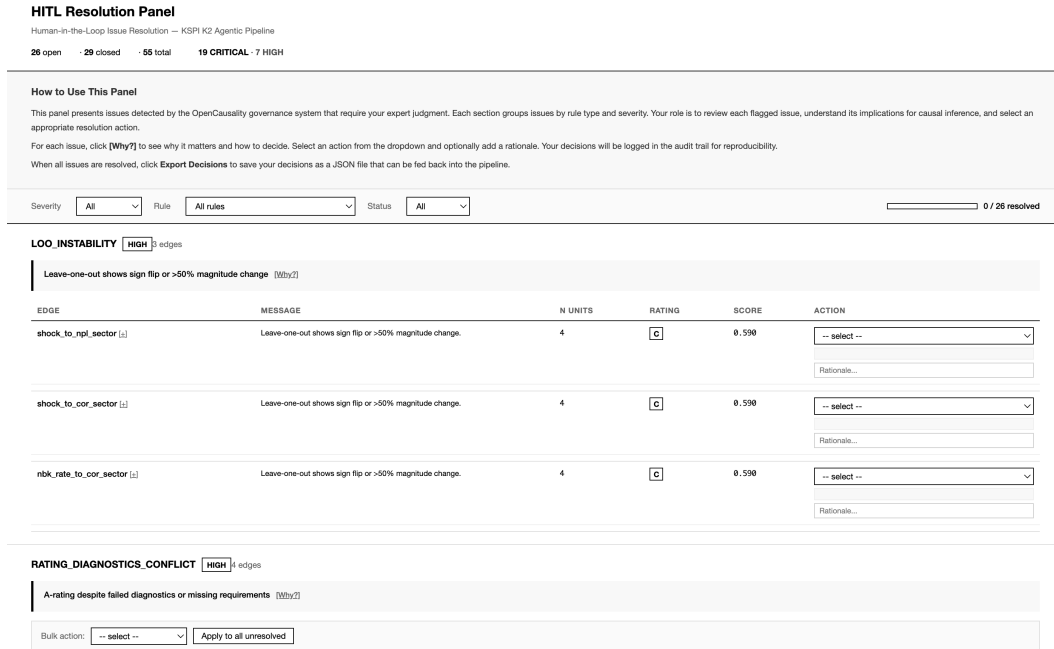 HITL Resolution Panel
Human-in-the-Loop Issue Resolution — KSPI K2 Agentic Pipeline
26 open · 29 closed · 55 total 19 CRITICAL · 7 HIGH
How to Use This Panel
This panel presents issues detected by the OpenCausality governance system that require your expert judgment. Each section groups issues by rule type and severity. Your role is to review each flagged issue, understand its implications for causal inference, and select an
appropriate resolution action.
For each issue, click [Why?] to see why it matters and how to decide. Select an action from the dropdown and optionally add a rationale. Your decisions will be logged in the audit trail for reproducibility.
When all issues are resolved, click Export Decisions to save your decisions as a JSON file that can be fed back into the pipeline.
Severity All Rule All rules Status All 0 / 26 resolved
LOO_INSTABILITY HIGH 3 edges
Leave-one-out shows sign flip or >50% magnitude change [Why?]
EDGE MESSAGE N UNITS RATING SCORE ACTION
shock_to_npl_sector [+] Leave-one-out shows sign flip or >50% magnitude change. 4 C 0.590 -- select --
Rationale...
shock_to_cor_sector [+] Leave-one-out shows sign flip or >50% magnitude change. 4 C 0.590 -- select --
Rationale...
nbk_rate_to_cor_sector [+] Leave-one-out shows sign flip or >50% magnitude change. 4 C 0.590 -- select --
Rationale...
RATING_DIAGNOSTICS_CONFLICT HIGH 4 edges
A-rating despite failed diagnostics or missing requirements [Why?]
Bulk action: -- select -- Apply to all unresolved